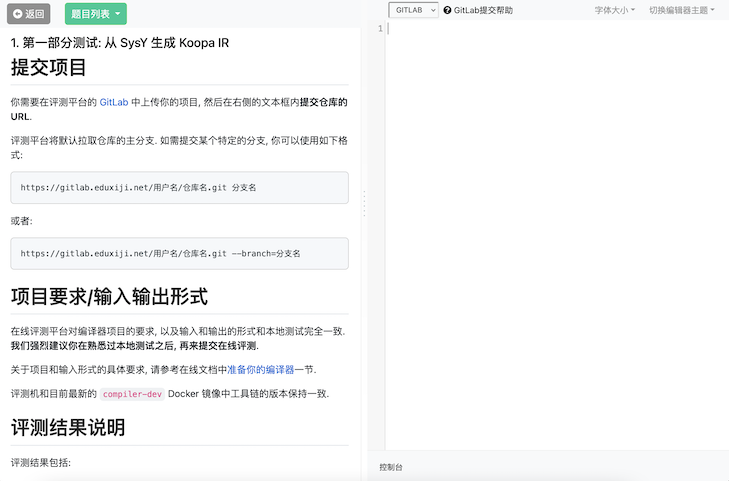 返回
题目列表
1. 第一部分测试: 从 SysY 生成 Koopa IR
提交项目
你需要在评测平台的 GitLab 中上传你的项目, 然后在右侧的文本框内提交仓库的
URL.
评测平台将默认拉取仓库的主分支. 如需提交某个特定的分支, 你可以使用如下格
式:
https://gitlab.eduxiji.net/用户名/仓库名.git 分支名
或者:
https://gitlab.eduxiji.net/用户名/仓库名.git --branch=分支名
项目要求/输入输出形式
在线评测平台对编译器项目的要求, 以及输入和输出的形式和本地测试完全一致.
我们强烈建议你在熟悉过本地测试之后, 再来提交在线评测.
关于项目和输入形式的具体要求, 请参考在线文档中准备你的编译器一节.
评测机和目前最新的 compiler-dev Docker 镜像中工具链的版本保持一致.
评测结果说明
评测结果包括:
GITLAB
GitLab提交帮助
字体大小
切换编辑器主题
1
控制台